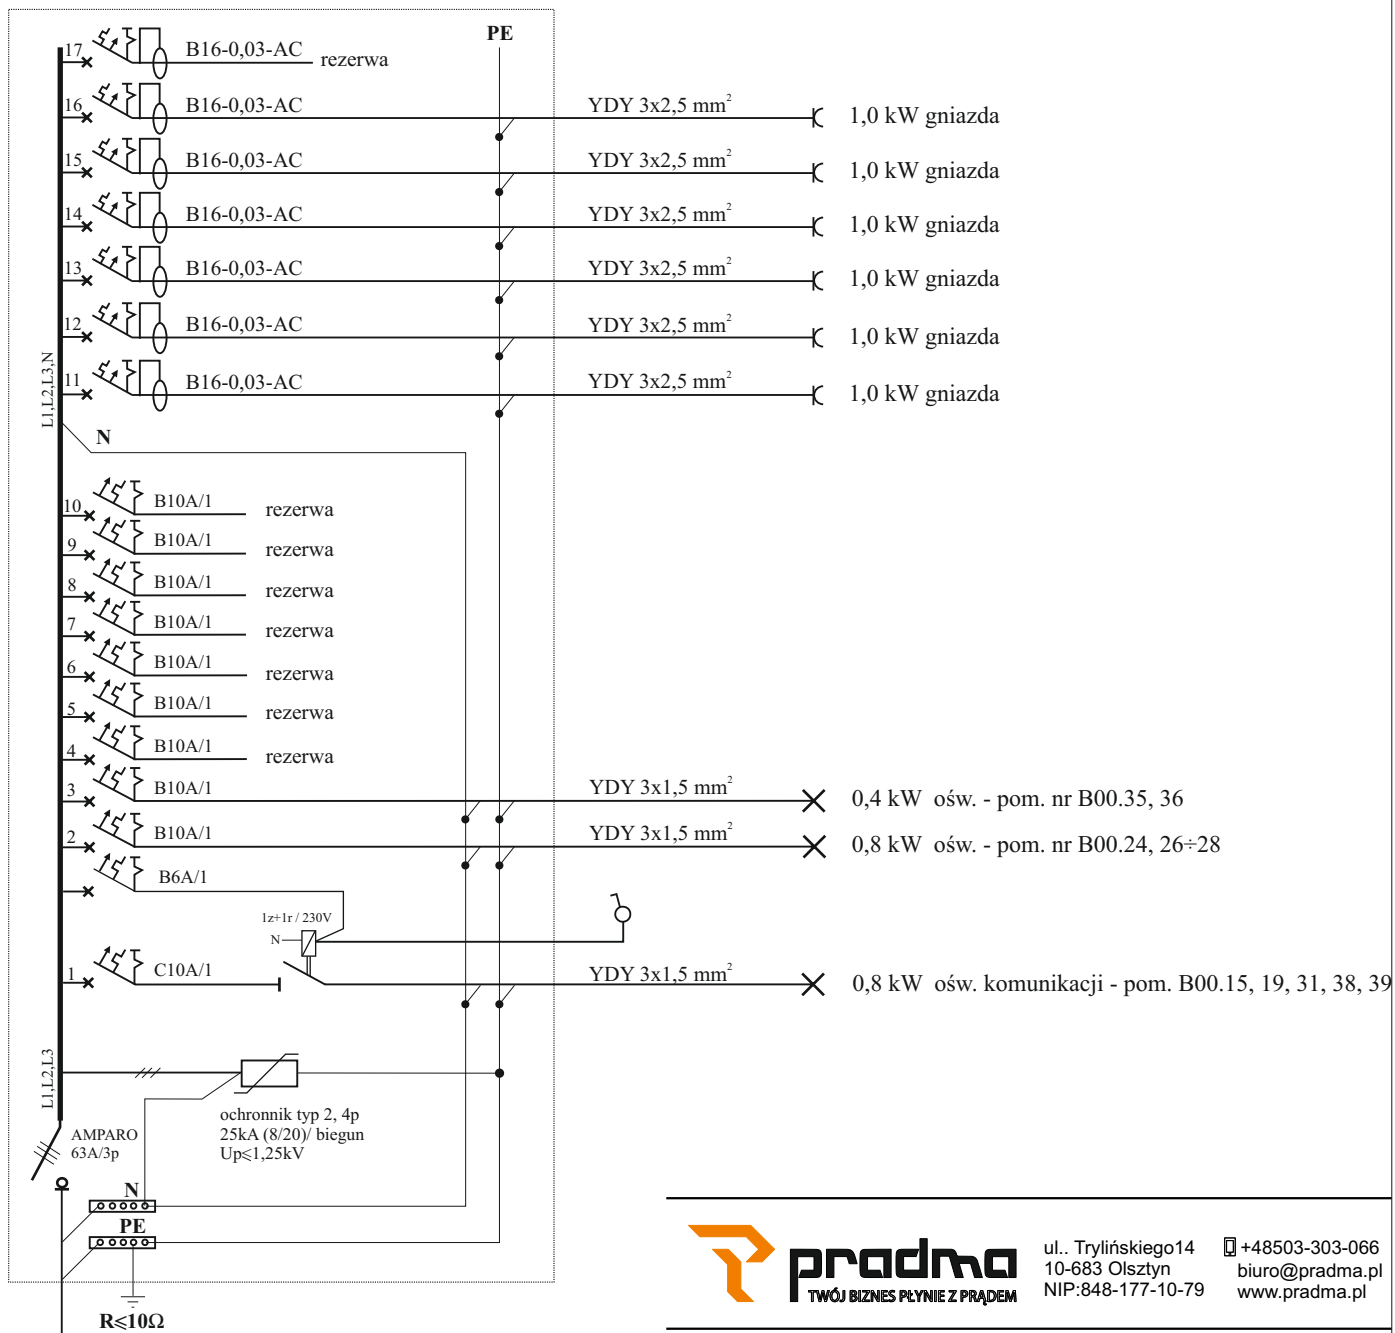 PE
17 B16-0,03-AC rezerwa
16 B16-0,03-AC YDY 3x2,5 mm² 1,0 kW gniazda
15 B16-0,03-AC YDY 3x2,5 mm² 1,0 kW gniazda
14 B16-0,03-AC YDY 3x2,5 mm² 1,0 kW gniazda
13 B16-0,03-AC YDY 3x2,5 mm² 1,0 kW gniazda
12 B16-0,03-AC YDY 3x2,5 mm² 1,0 kW gniazda
11 B16-0,03-AC YDY 3x2,5 mm² 1,0 kW gniazda
L1,L2,L3,N
N
10 B10A/1 rezerwa
9 B10A/1 rezerwa
8 B10A/1 rezerwa
7 B10A/1 rezerwa
6 B10A/1 rezerwa
5 B10A/1 rezerwa
4 B10A/1 rezerwa
3 B10A/1 YDY 3x1,5 mm² 0,4 kW ośw. - pom. nr B00.35, 36
2 B10A/1 YDY 3x1,5 mm² 0,8 kW ośw. - pom. nr B00.24, 26÷28
B6A/1
1z+1r / 230V
N
1 C10A/1 YDY 3x1,5 mm² 0,8 kW ośw. komunikacji - pom. B00.15, 19, 31, 38, 39
L1,L2,L3
ochronnik typ 2, 4p
25kA (8/20)/ biegun
Up≤1,25kV
AMPARO
63A/3p
N
PE
R≤10Ω
pradma
TWÓJ BIZNES PŁYNIE Z PRĄDEM
ul.. Trylińskiego14
10-683 Olsztyn
NIP:848-177-10-79
+48503-303-066
biuro@pradma.pl
www.pradma.pl